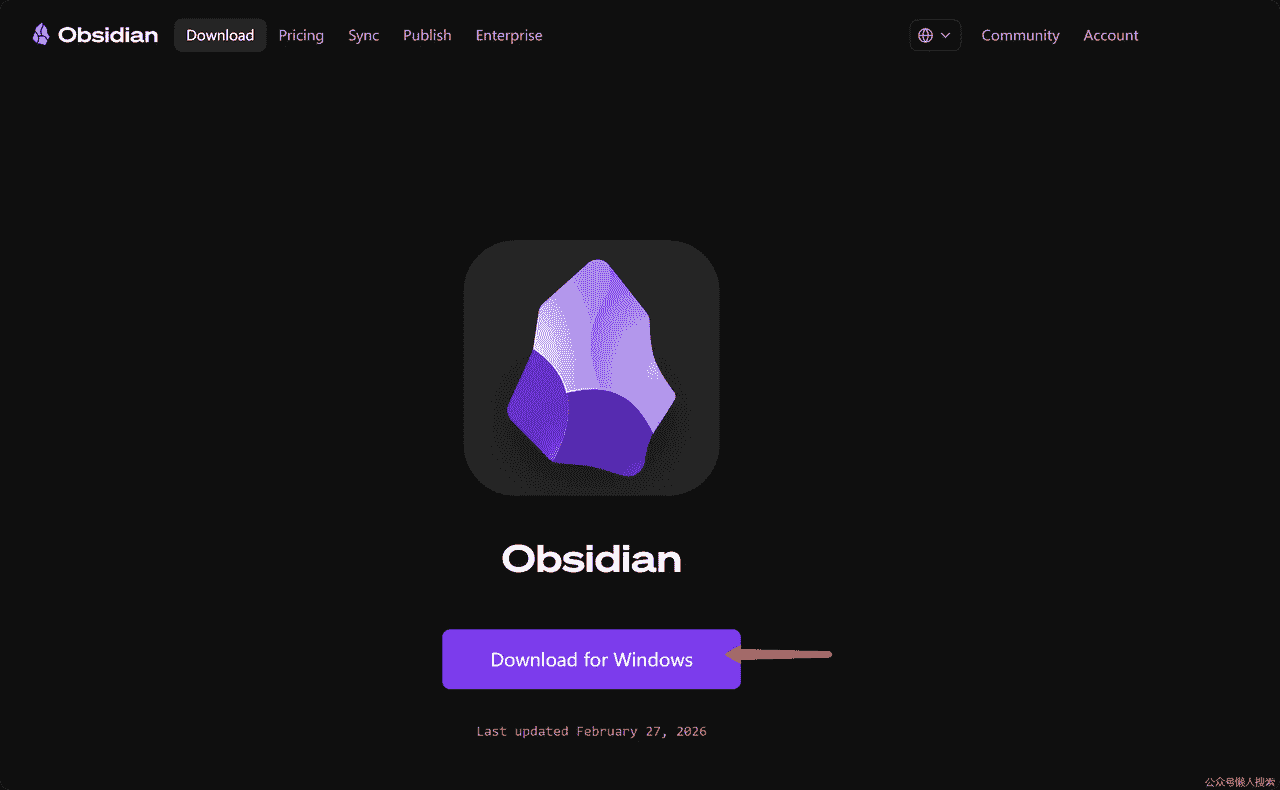 Obsidian Download Pricing Sync Publish Enterprise Community Account
Obsidian
Download for Windows
Last updated February 27, 2026
公众号懒人搜索